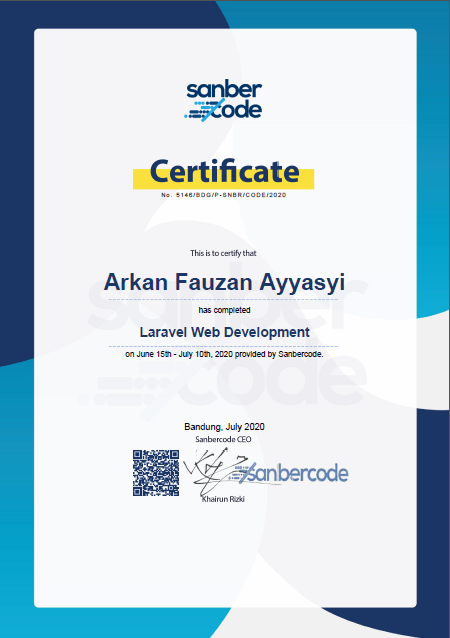 sanber
code
Certificate
No. 5146/BDG/P-SNBR/CODE/2020
This is to certify that
Arkan Fauzan Ayyasyi
has completed
Laravel Web Development
on June 15th - July 10th, 2020 provided by Sanbercode.
sanber
code
Bandung, July 2020
Sanbercode CEO
sanbercode
Khairun Rizki